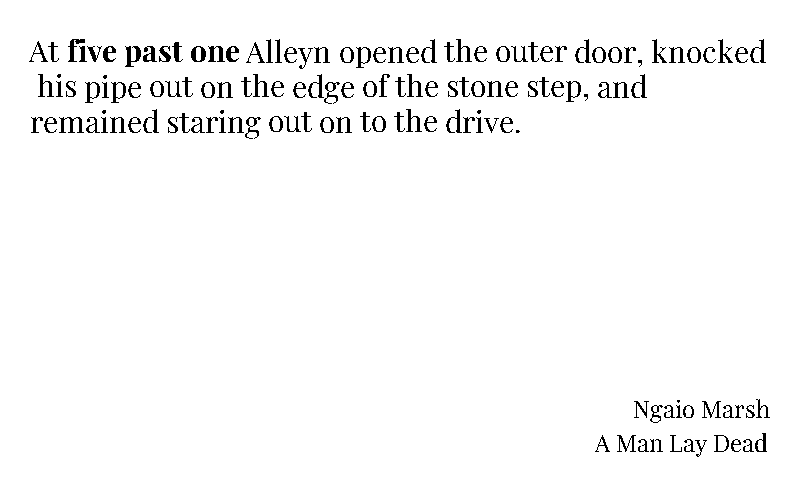 At five past one Alleyn opened the outer door, knocked
his pipe out on the edge of the stone step, and
remained staring out on to the drive.
Ngaio Marsh
A Man Lay Dead